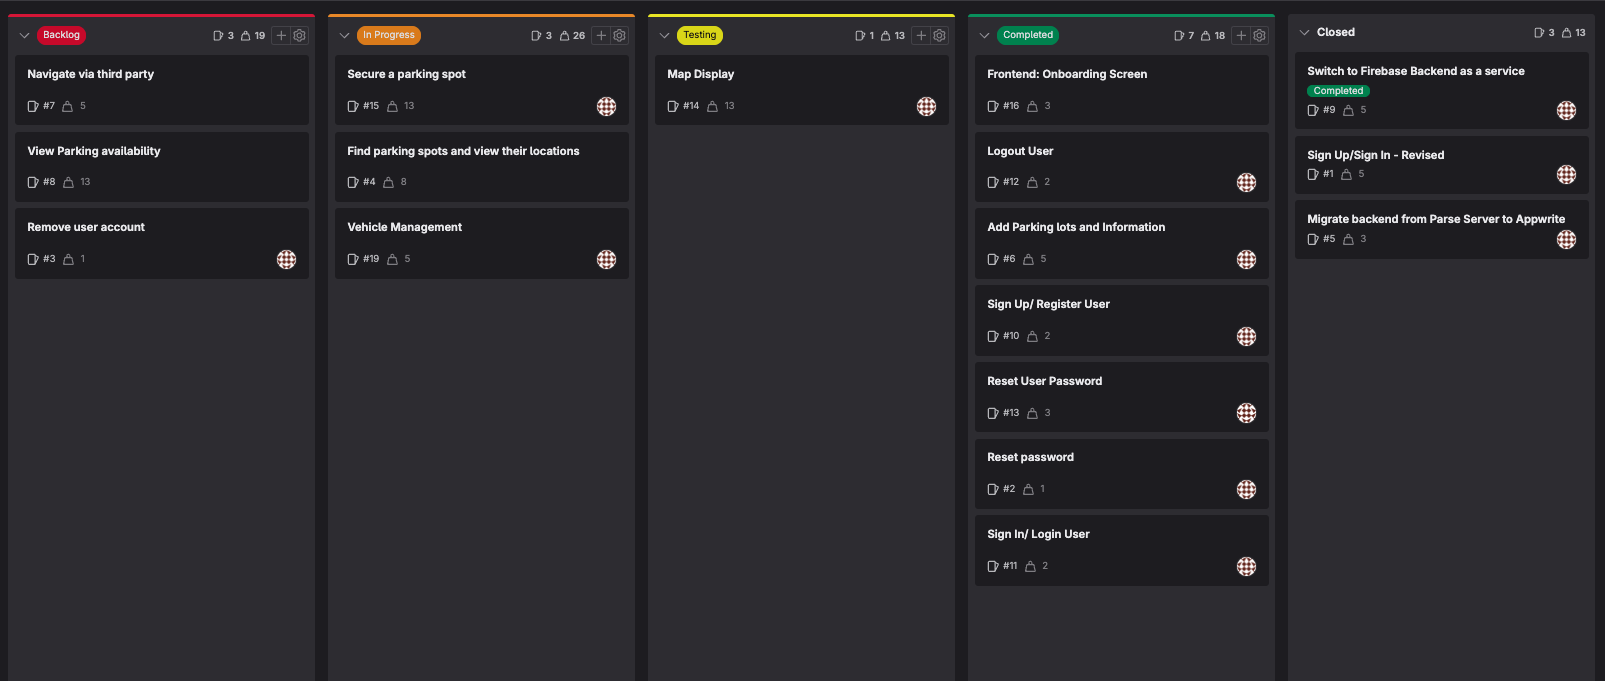 Backlog 3 19
Navigate via third party
#7 5
View Parking availability
#8 13
Remove user account
#3 1
In Progress 3 26
Secure a parking spot
#15 13
Find parking spots and view their locations
#4 8
Vehicle Management
#19 5
Testing 1 13
Map Display
#14 13
Completed 7 18
Frontend: Onboarding Screen
#16 3
Logout User
#12 2
Add Parking lots and Information
#6 5
Sign Up/ Register User
#10 2
Reset User Password
#13 3
Reset password
#2 1
Sign In/ Login User
#11 2
Closed 3 13
Switch to Firebase Backend as a service
Completed
#9 5
Sign Up/Sign In - Revised
#1 5
Migrate backend from Parse Server to Appwrite
#5 3